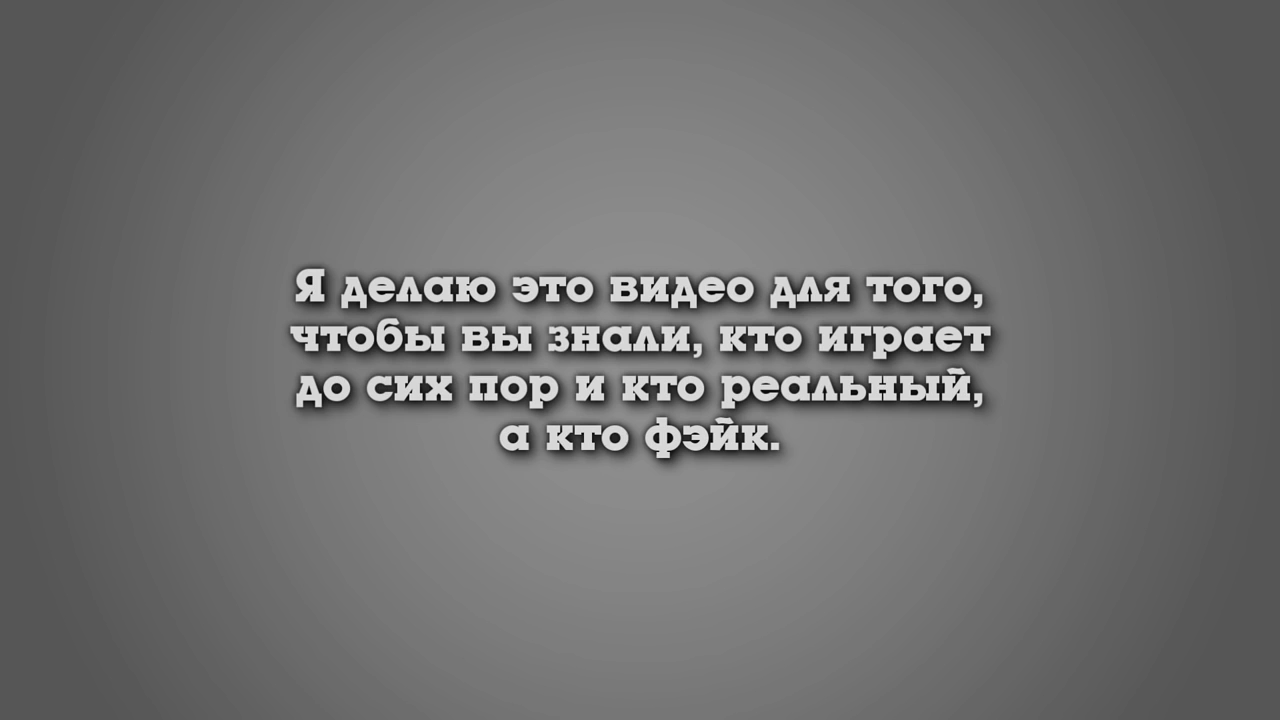 Я делаю это видео для того,
чтобы вы знали, кто играет
до сих пор и кто реальный,
а кто фэйк.